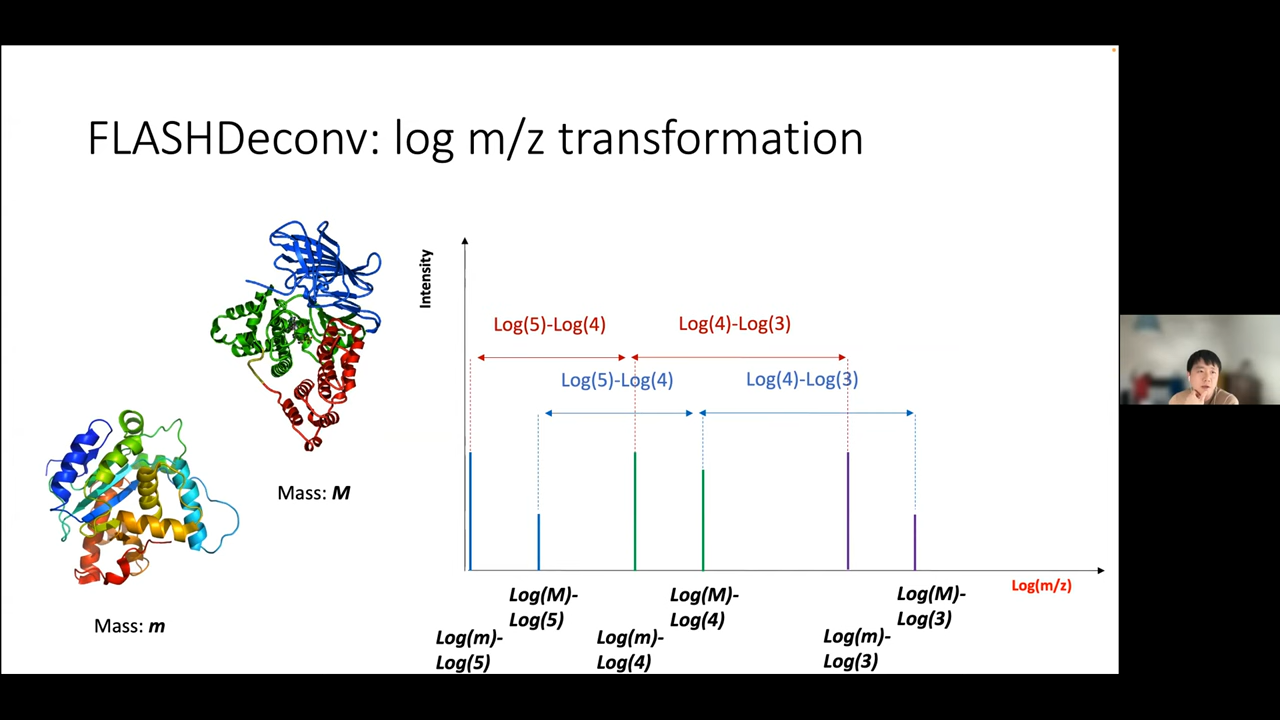 FLASHDeconv: log m/z transformation
Intensity
Log(5)-Log(4)
Log(4)-Log(3)
Log(5)-Log(4)
Log(4)-Log(3)
Mass: M
Mass: m
Log(m/z)
Log(M)-
Log(5)
Log(M)-
Log(4)
Log(M)-
Log(3)
Log(m)-
Log(5)
Log(m)-
Log(4)
Log(m)-
Log(3)